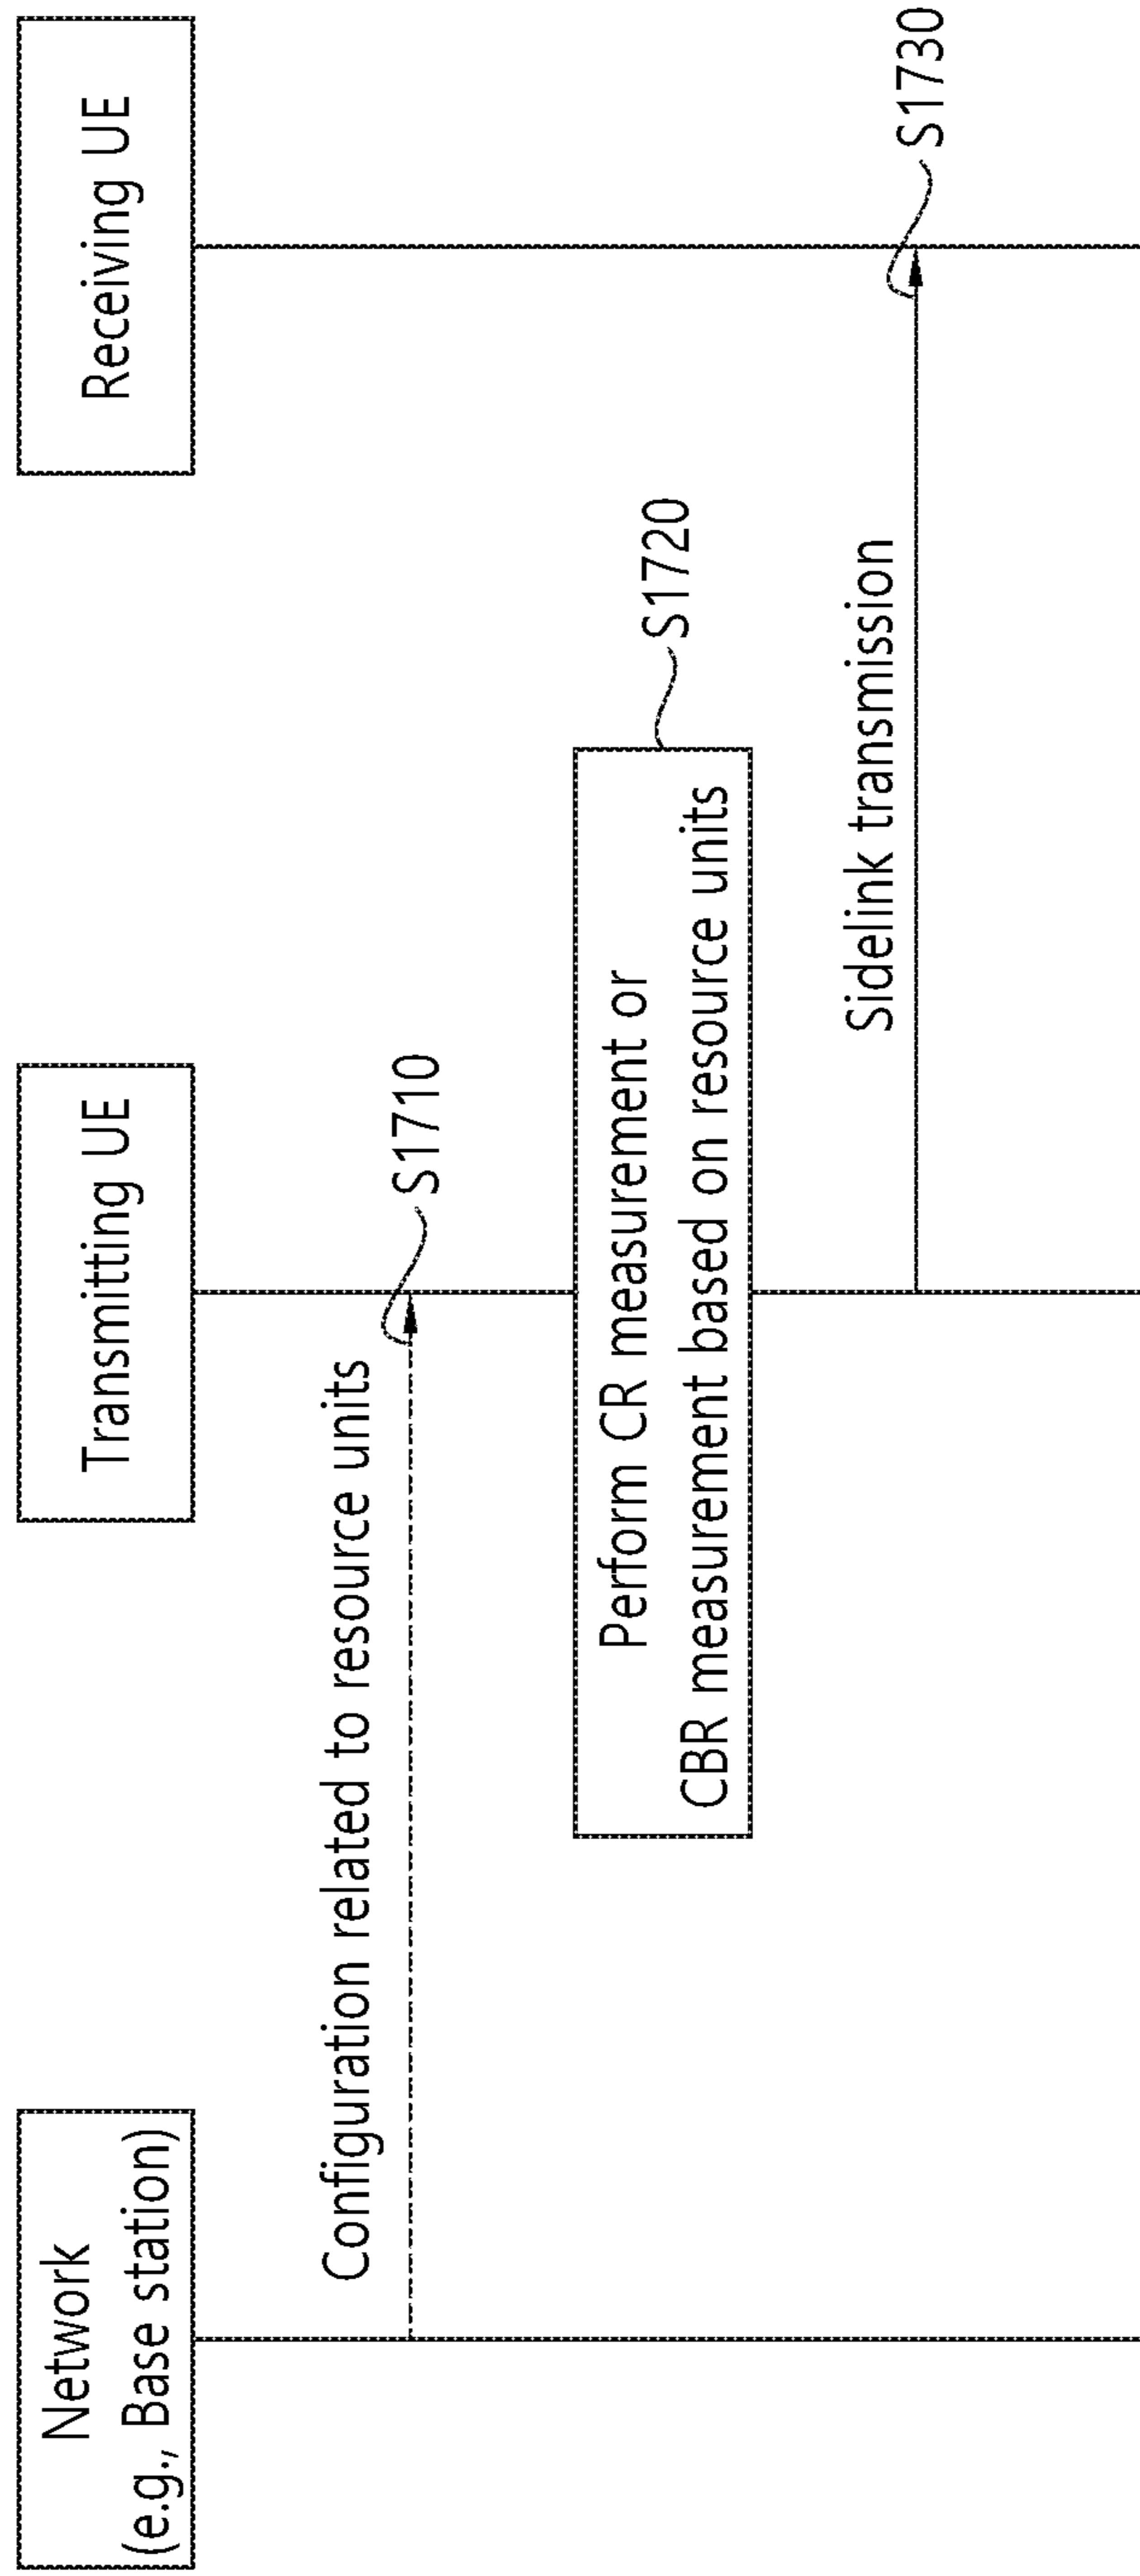 Network
(e.g., Base station)
Transmitting UE
Receiving UE
Configuration related to resource units
S1710
Perform CR measurement or
CBR measurement based on resource units
S1720
Sidelink transmission
S1730